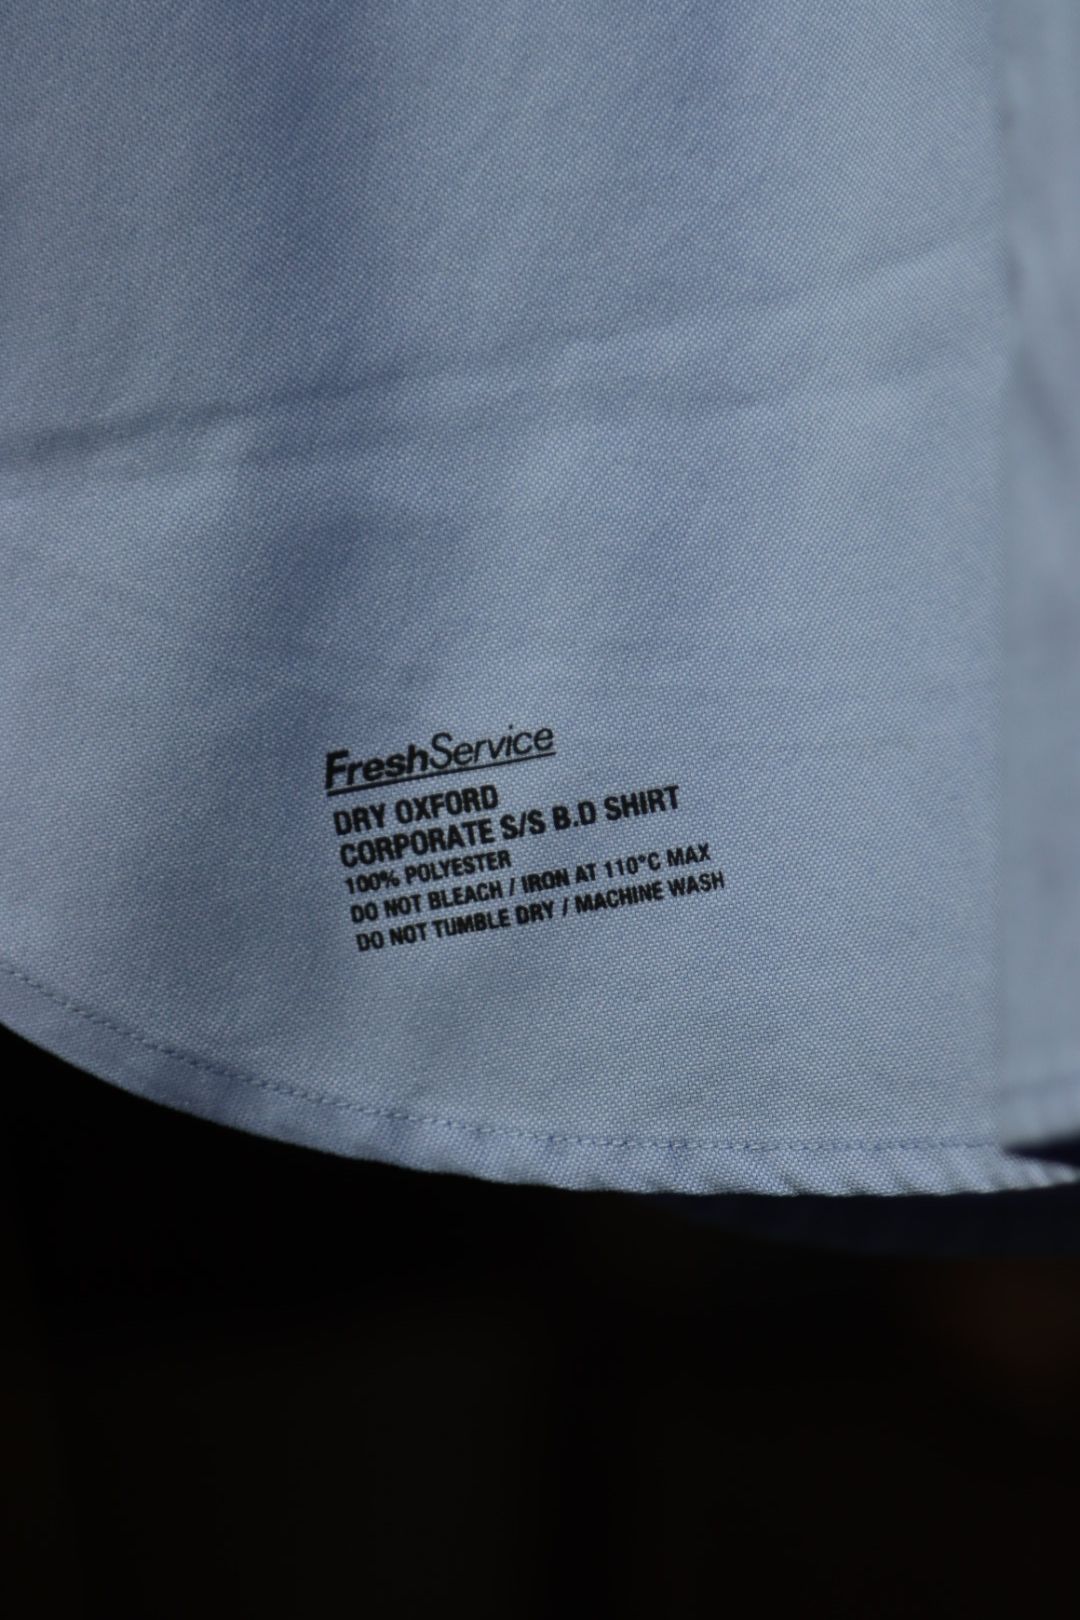 FreshService
DRY OXFORD
CORPORATE S/S B.D SHIRT
100% POLYESTER
DO NOT BLEACH / IRON AT 110°C MAX
DO NOT TUMBLE DRY / MACHINE WASH